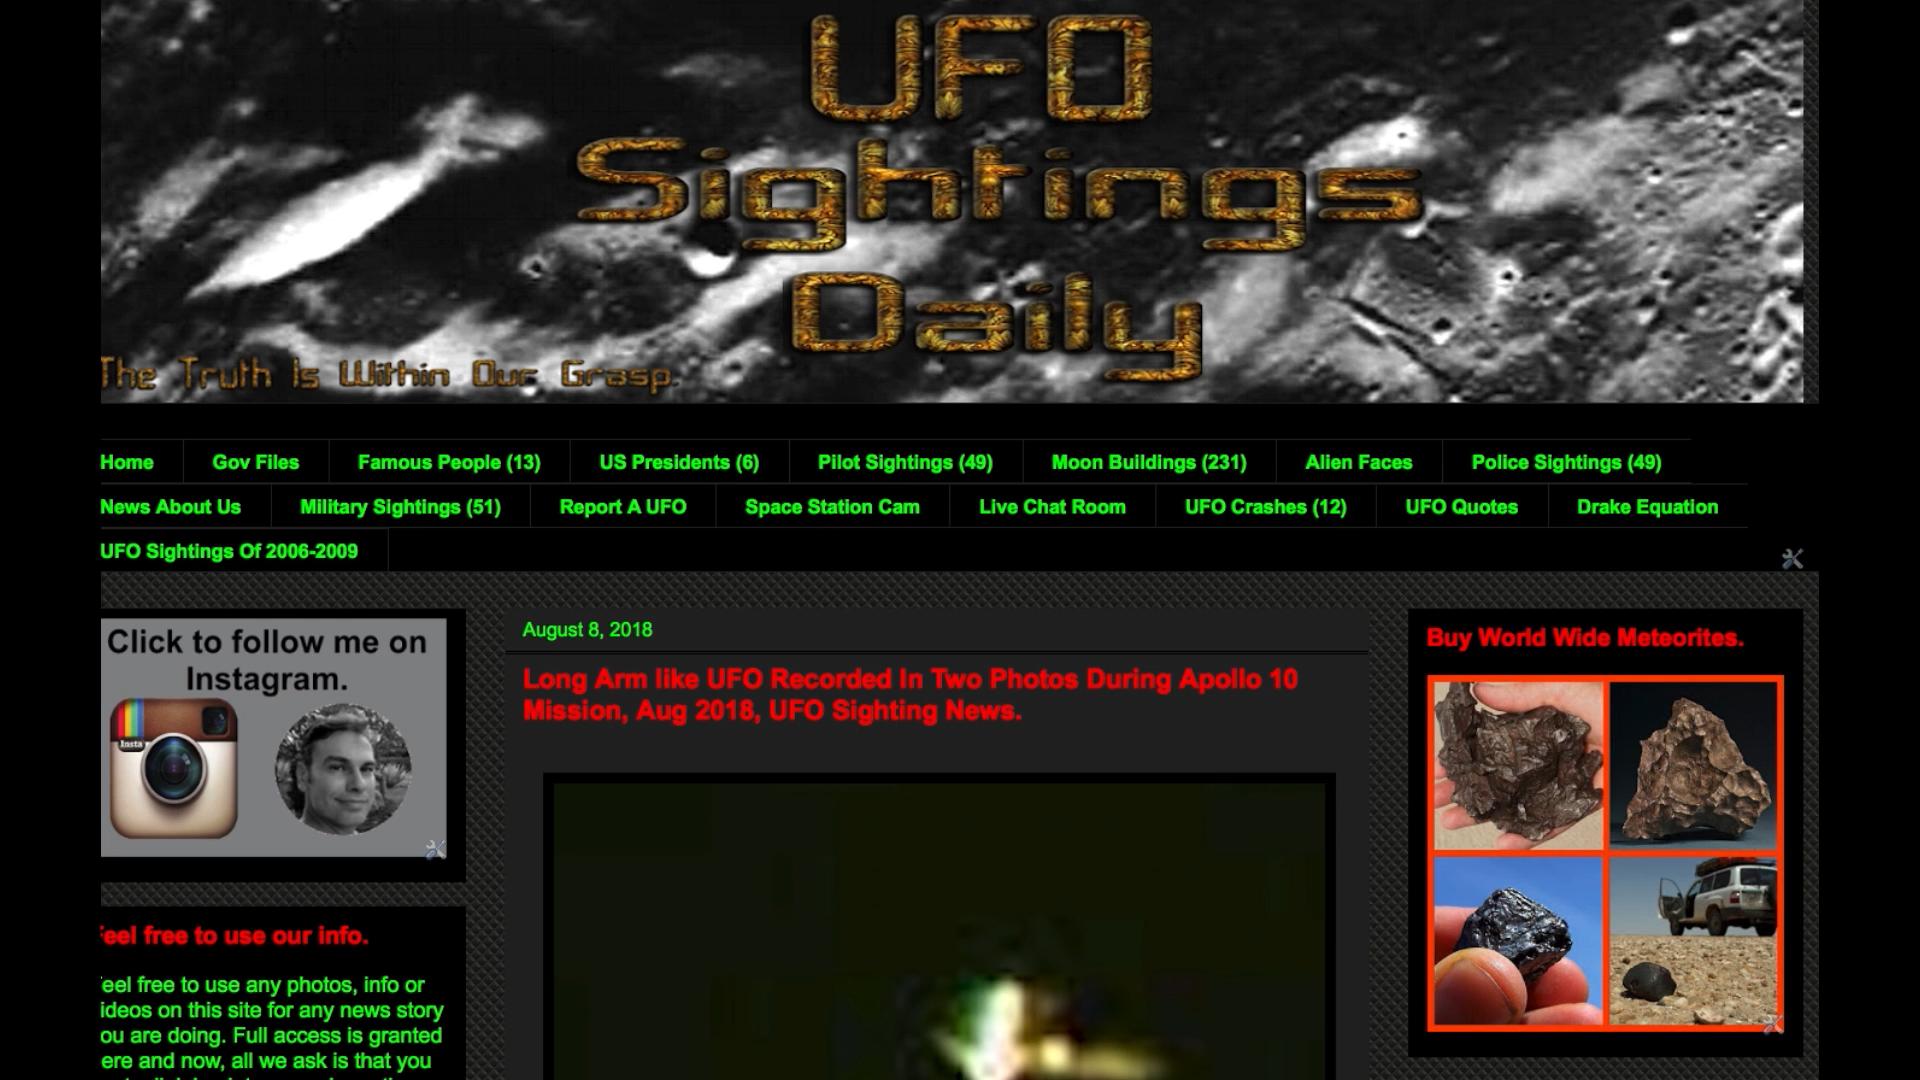 UFO
Sightings
Daily
The Truth Is Within Our Grasp.
Home Gov Files Famous People (13) US Presidents (6) Pilot Sightings (49) Moon Buildings (231) Alien Faces Police Sightings (49)
News About Us Military Sightings (51) Report A UFO Space Station Cam Live Chat Room UFO Crashes (12) UFO Quotes Drake Equation
UFO Sightings Of 2006-2009
Click to follow me on
Instagram.
Insta
eel free to use our info.
eel free to use any photos, info or
ideos on this site for any news story
ou are doing. Full access is granted
ere and now, all we ask is that you
August 8, 2018
Long Arm like UFO Recorded In Two Photos During Apollo 10
Mission, Aug 2018, UFO Sighting News.
Buy World Wide Meteorites.